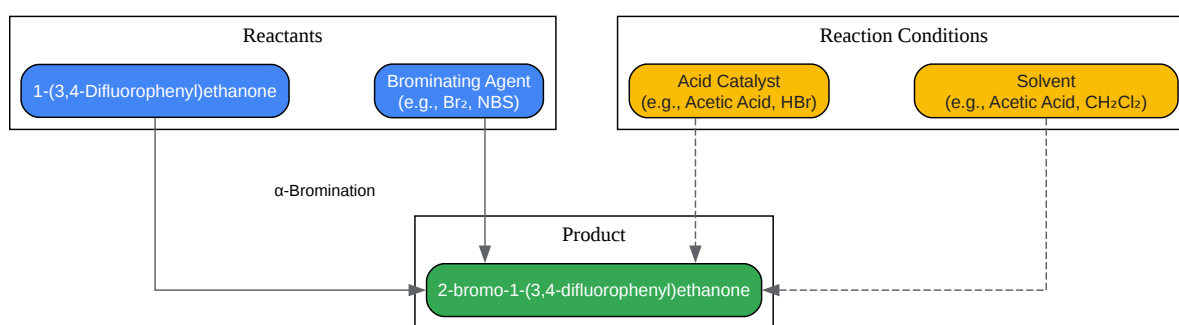 Reactants
Reaction Conditions
1-(3,4-Difluorophenyl)ethanone
Brominating Agent
(e.g., Br₂, NBS)
Acid Catalyst
(e.g., Acetic Acid, HBr)
Solvent
(e.g., Acetic Acid, CH₂Cl₂)
α-Bromination
Product
2-bromo-1-(3,4-difluorophenyl)ethanone